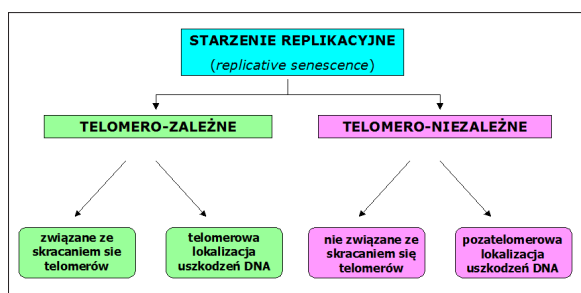 STARZENIE REPLIKACYJNE
(replicative senescence)
TELOMERO-ZALEŻNE
TELOMERO-NIEZALEŻNE
związane ze
skracaniem sie
telomerów
telomerowa
lokalizacja
uszkodzeń DNA
nie związane ze
skracaniem się
telomerów
pozatelomerowa
lokalizacja
uszkodzeń DNA